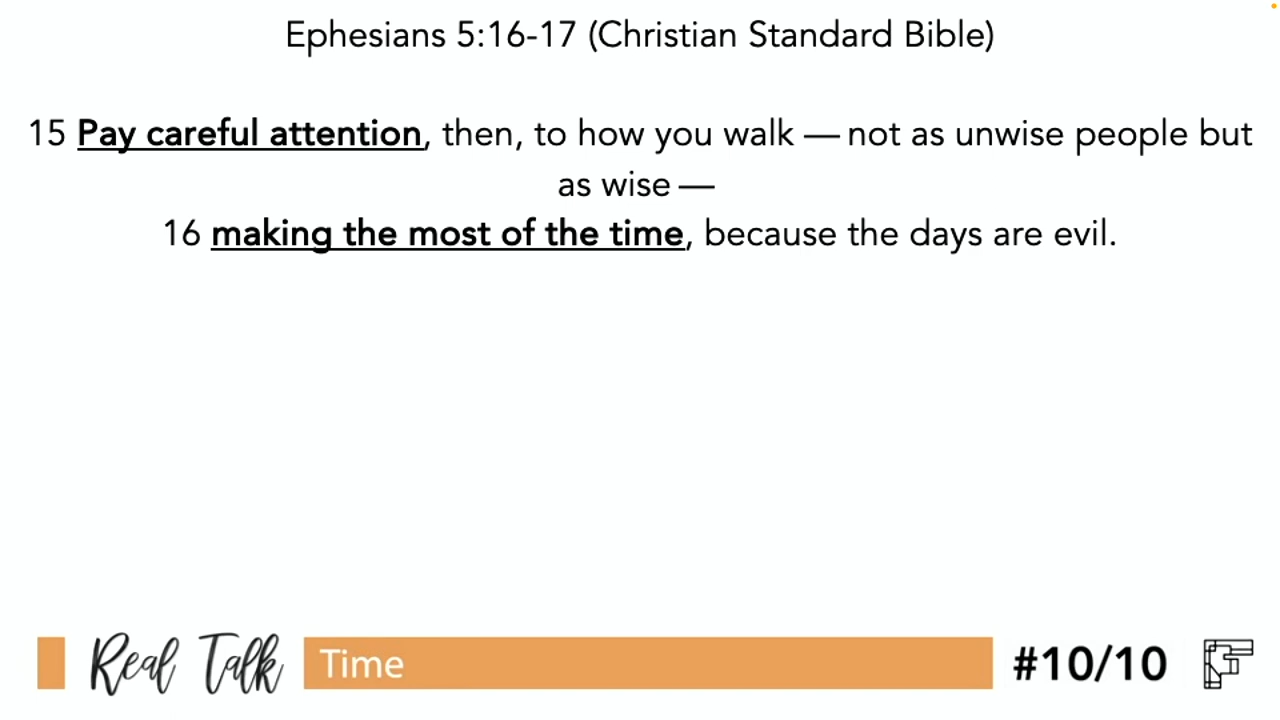 Ephesians 5:16-17 (Christian Standard Bible)
15 Pay careful attention, then, to how you walk — not as unwise people but
as wise —
16 making the most of the time, because the days are evil.
Real Talk
Time
#10/10